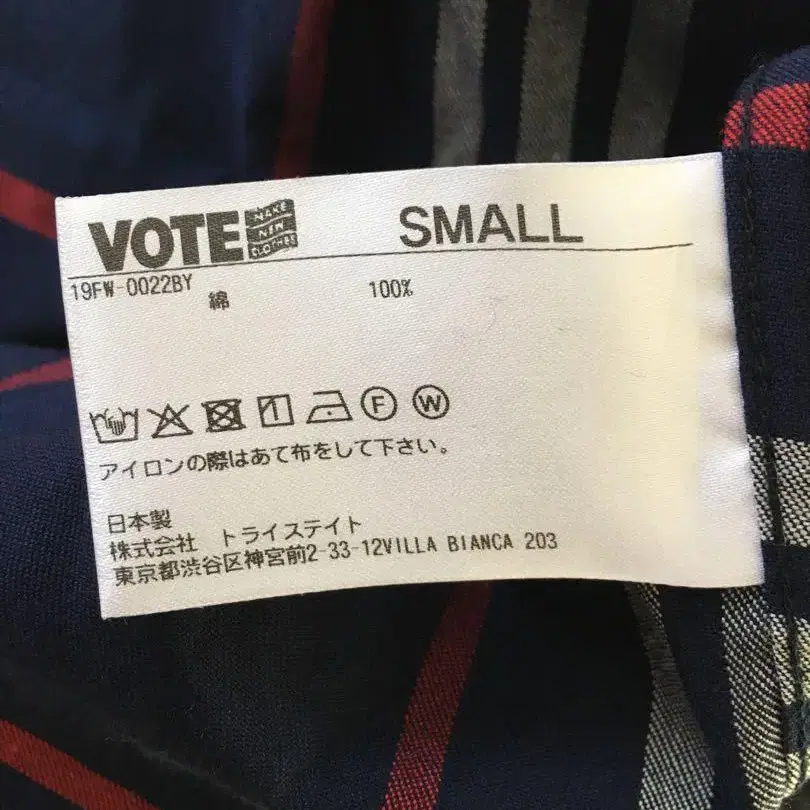 VOTE MAKE NEW CLOTHES SMALL
19FW-0022BY
綿 100%
F W
アイロンの際はあて布をして下さい。
日本製
株式会社 トライステイト
東京都渋谷区神宮前2-33-12VILLA BIANCA 203